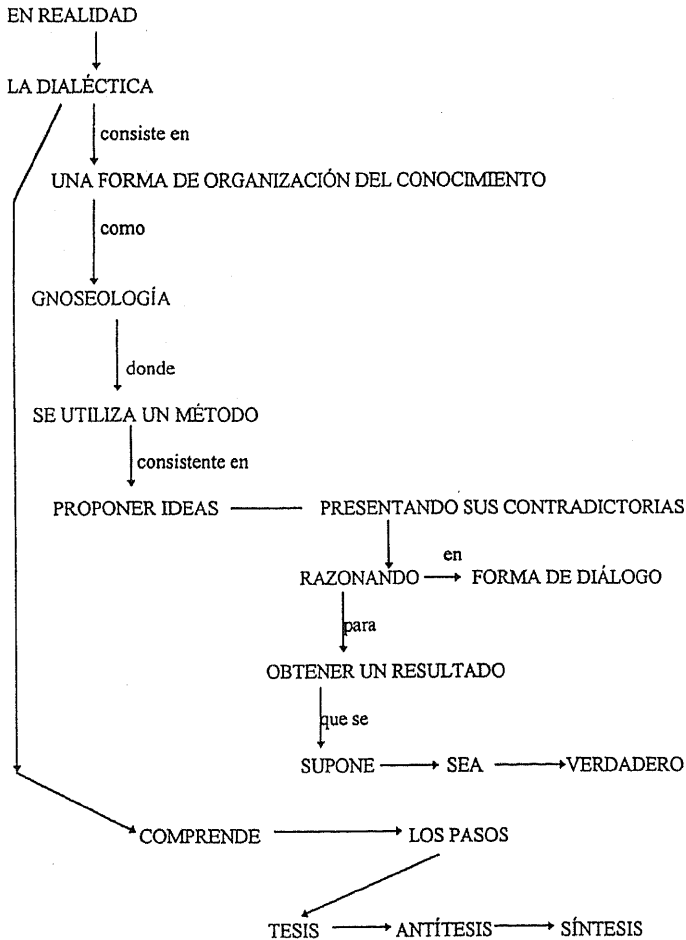 EN REALIDAD
LA DIALÉCTICA
consiste en
UNA FORMA DE ORGANIZACIÓN DEL CONOCIMIENTO
como
GNOSEOLOGÍA
donde
SE UTILIZA UN MÉTODO
consistente en
PROPONER IDEAS PRESENTANDO SUS CONTRADICTORIAS
en
RAZONANDO FORMA DE DIÁLOGO
para
OBTENER UN RESULTADO
que se
SUPONE SEA VERDADERO
COMPRENDE LOS PASOS
TESIS ANTÍTESIS SÍNTESIS